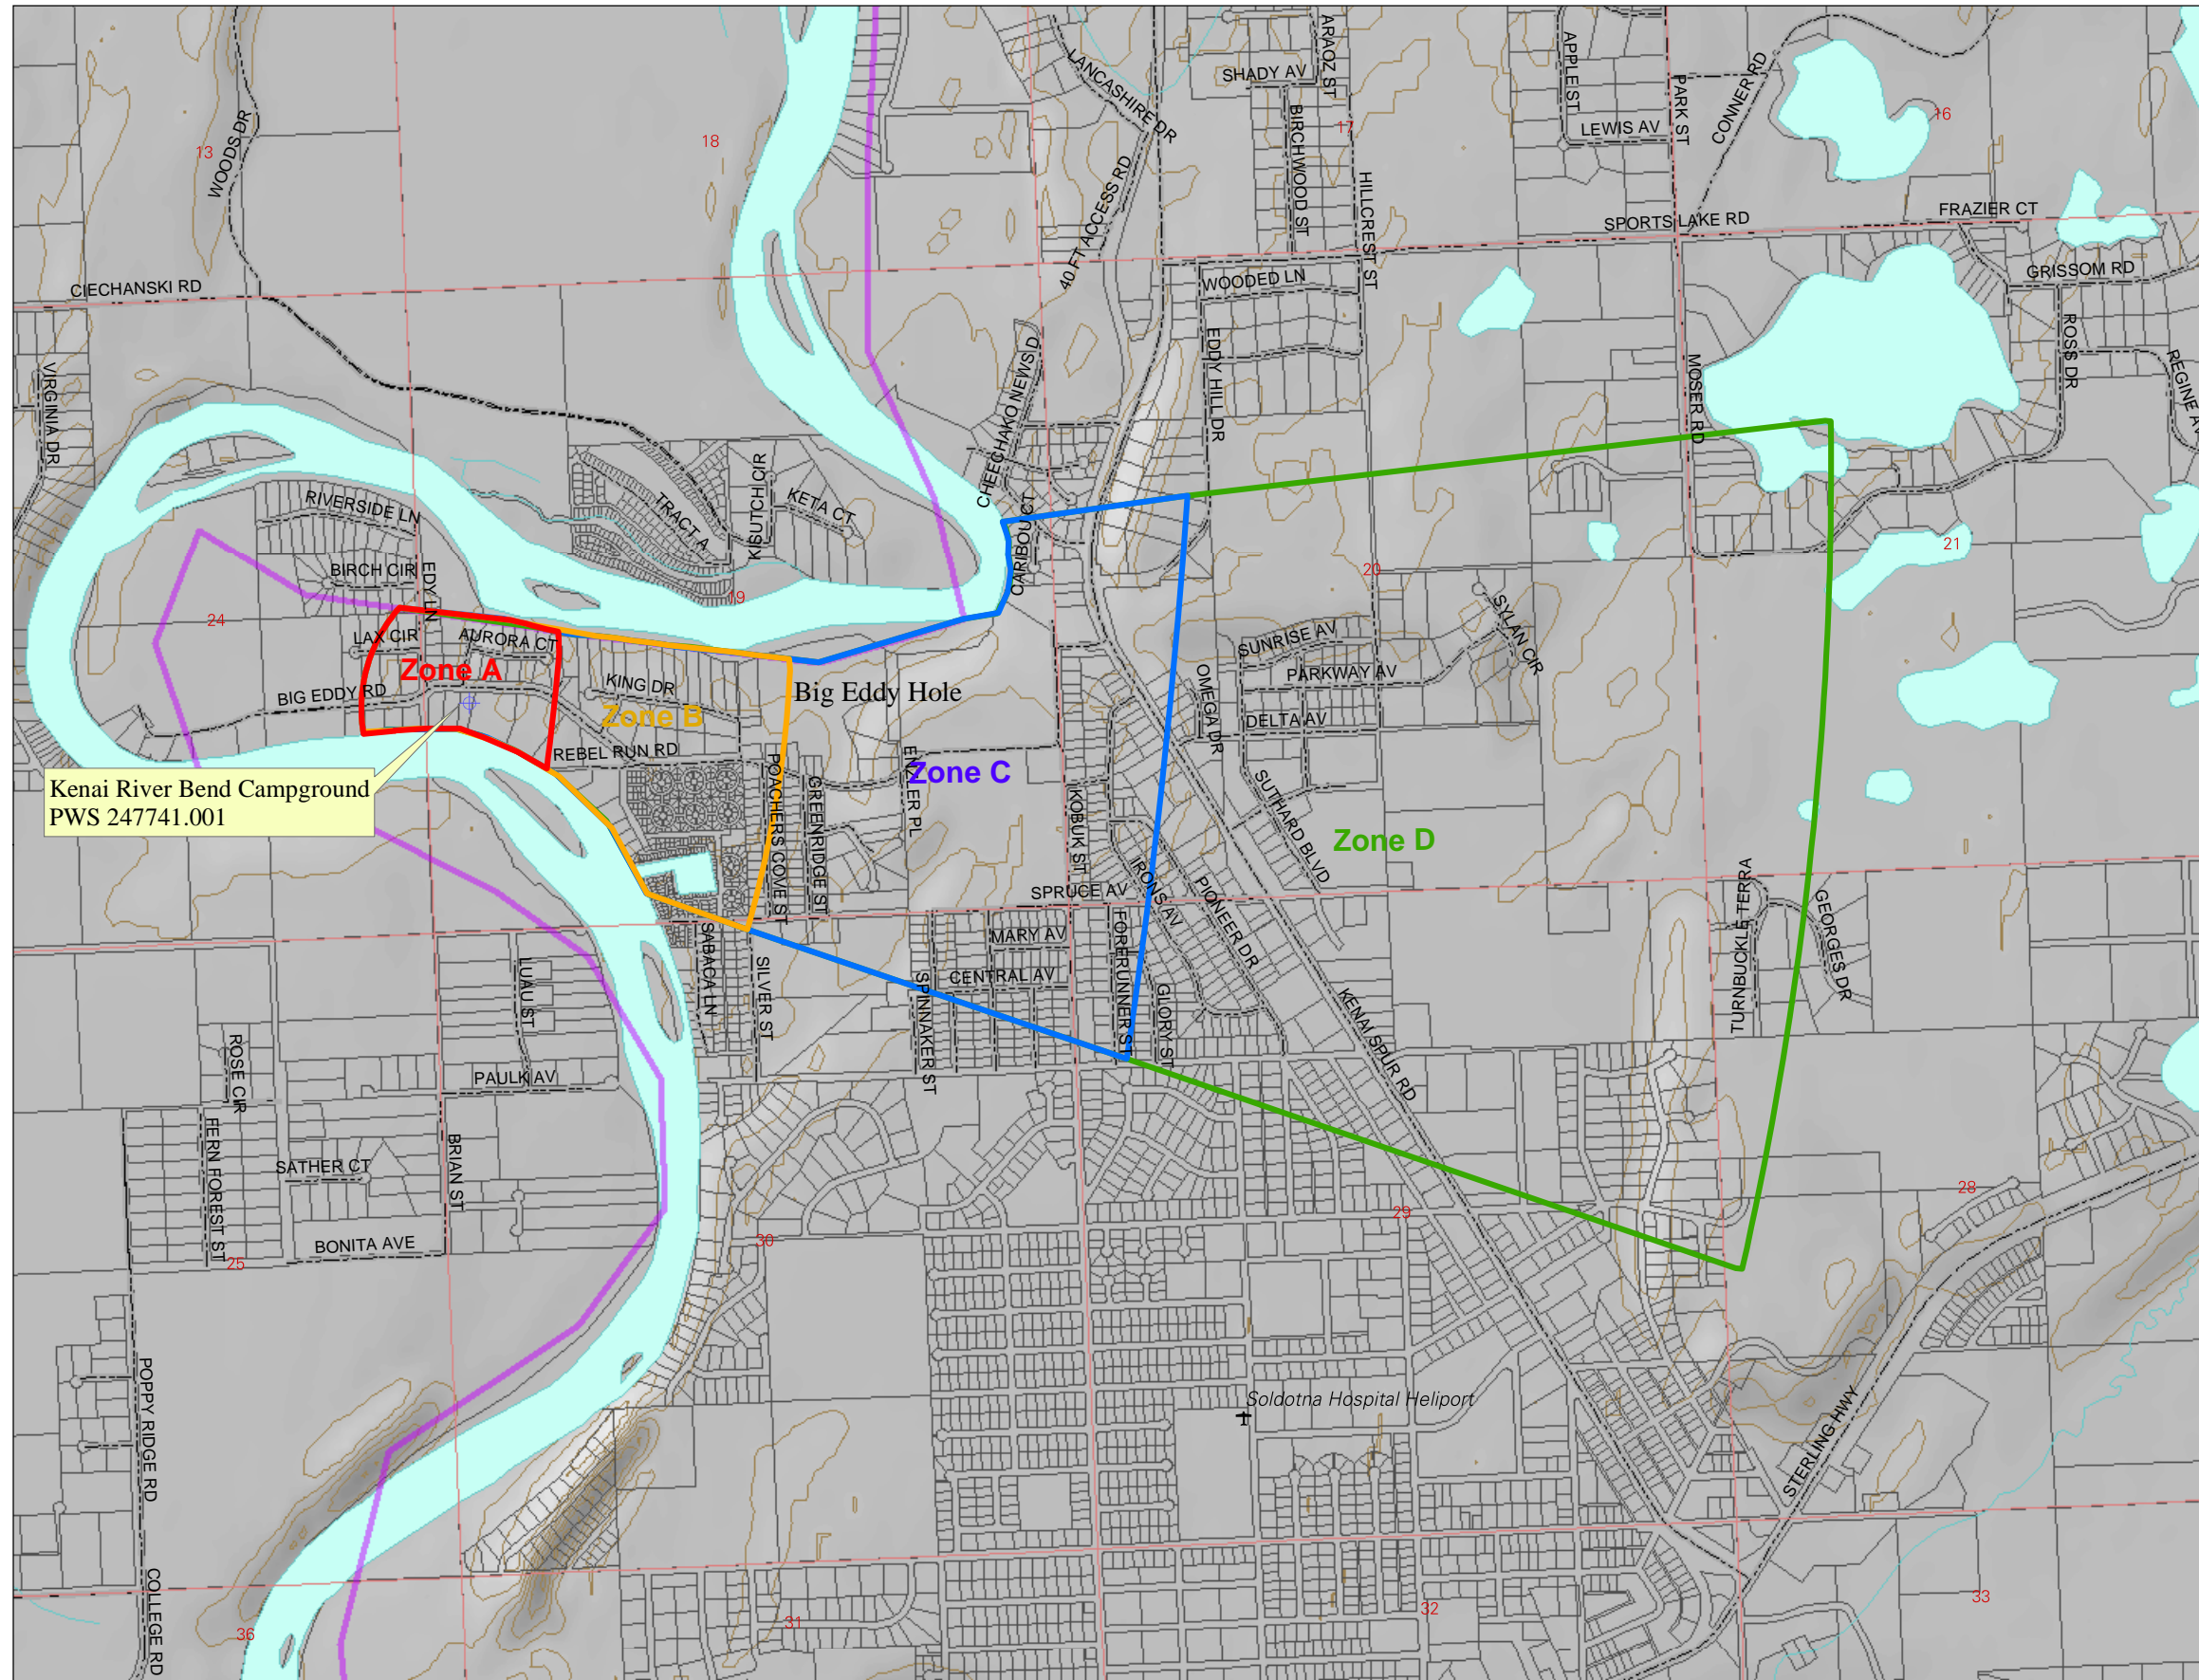 ARAOZ ST
APPLE ST
LANCASHIRE DR
SHADY AV
PARK ST
CONNER RD
WOODS DR
13
18
17
16
BIRCHWOOD ST
LEWIS AV
40 FT ACCESS RD
HILLCREST ST
SPORTS LAKE RD
FRAZIER CT
CIECHANSKI RD
WOODED LN
GRISSOM RD
VIRGINIA DR
EDDY HILL DR
ROSS DR
REGINE AV
MOSER RD
CHEECHAKO NEWS D
RIVERSIDE LN
TRACT A
KISUTCH CIR
KETA CT
CARIBOU CT
BIRCH CIR
EDY LN
19
20
21
24
LAX CIR
AURORA CT
SYLAN CIR
SUNRISE AV
Zone A
BIG EDDY RD
KING DR
Big Eddy Hole
OMEGA DR
PARKWAY AV
Zone B
DELTA AV
REBEL RUN RD
ENZLER PL
Zone C
Kenai River Bend Campground
PWS 247741.001
POACHERS COVE ST
GREENRIDGE ST
KOBUK ST
SUTHARD BLVD
Zone D
IRONS AV
PIONEER DR
SPRUCE AV
TURNBUCKLE TERRA
GEORGES DR
FORERUNNER ST
MARY AV
SABACA LN
SILVER ST
CENTRAL AV
SPINNAKER ST
GLORY ST
KENAI SPUR RD
LUAU ST
ROSE CIR
PAULK AV
FERN FOREST ST
SATHER CT
BRIAN ST
BONITA AVE
25
30
29
28
POPPY RIDGE RD
Soldotna Hospital Heliport
STERLING HWY
COLLEGE RD
36
31
32
33